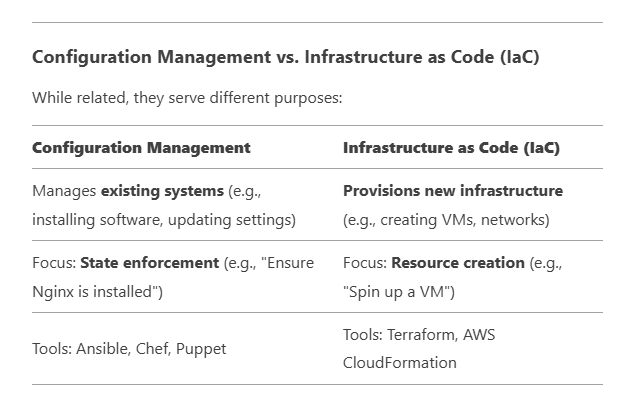 Configuration Management vs. Infrastructure as Code (IaC)
While related, they serve different purposes:
Configuration Management
Infrastructure as Code (IaC)
Manages existing systems (e.g.,
installing software, updating settings)
Provisions new infrastructure
(e.g., creating VMs, networks)
Focus: State enforcement (e.g., "Ensure
Nginx is installed")
Focus: Resource creation (e.g.,
"Spin up a VM")
Tools: Ansible, Chef, Puppet
Tools: Terraform, AWS
CloudFormation